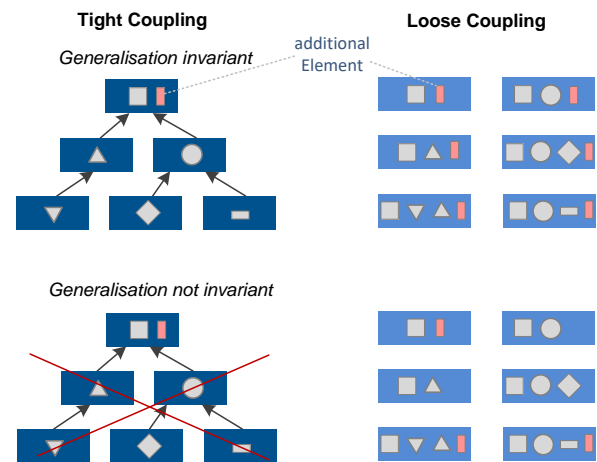 Tight Coupling
Loose Coupling
Generalisation invariant
additional
Element
Generalisation not invariant